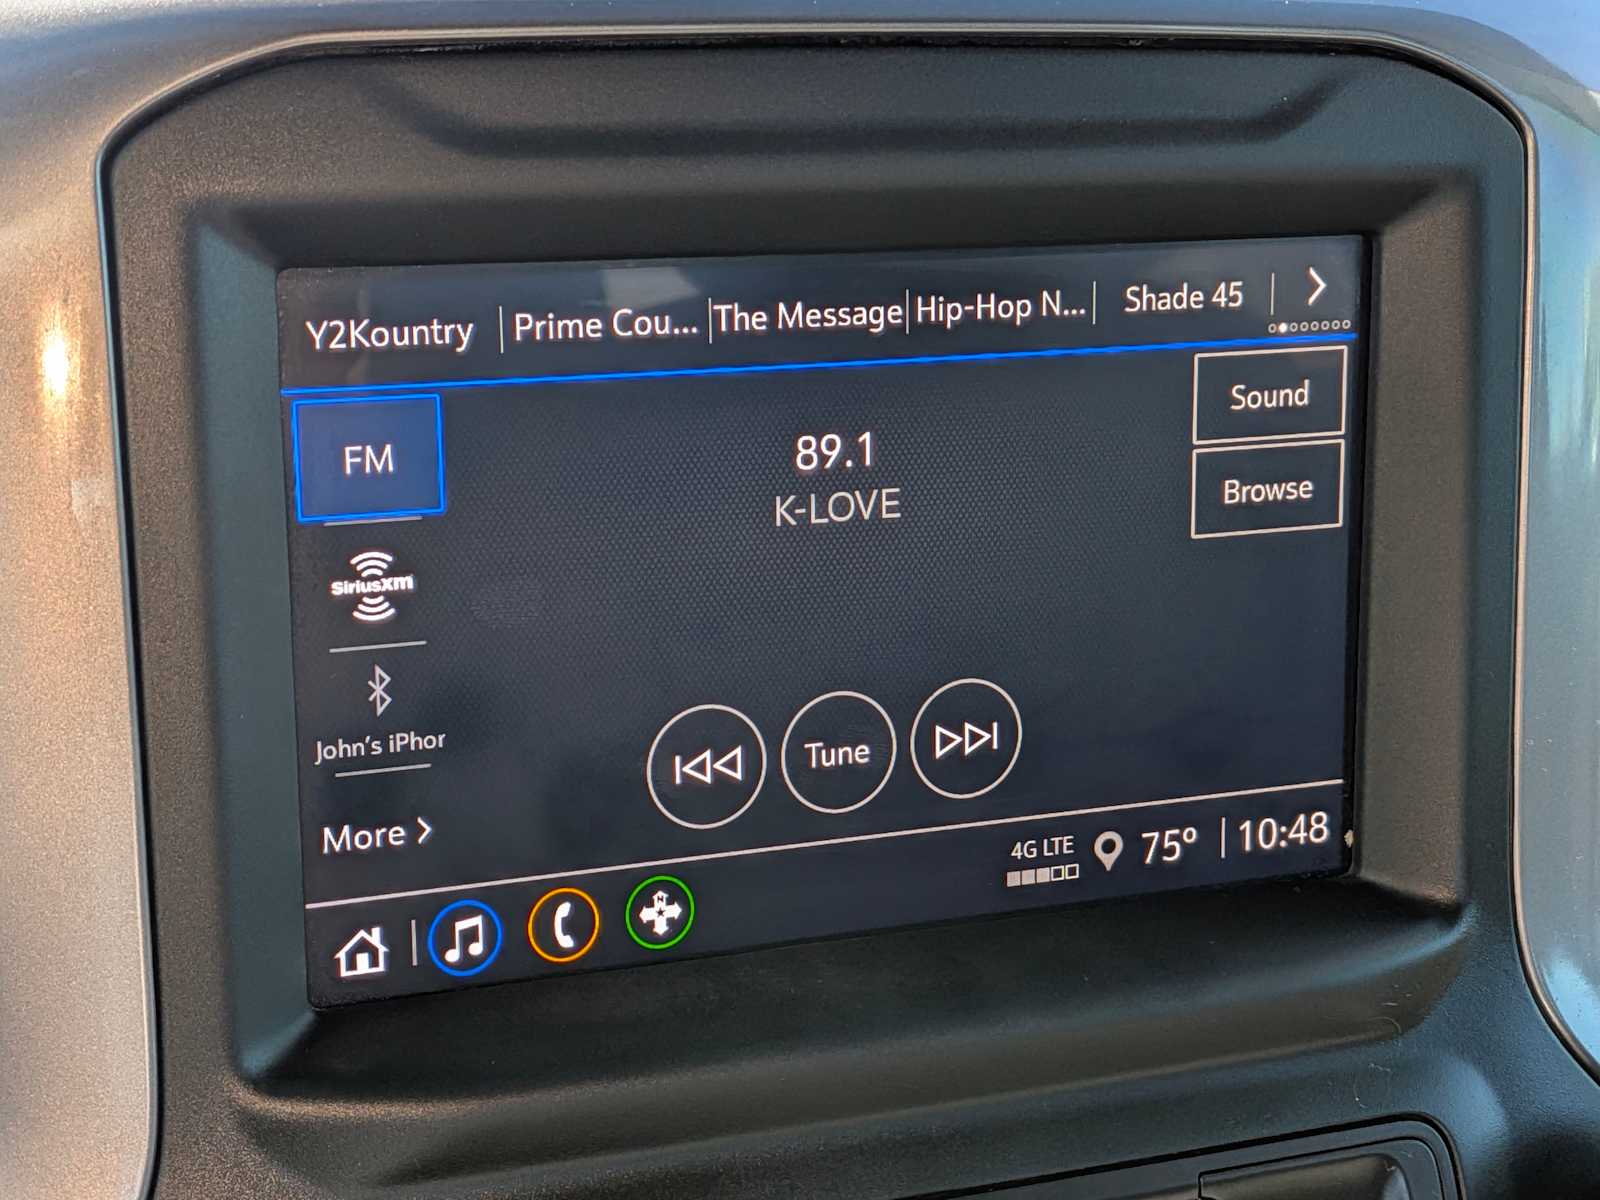 Y2Kountry Prime Cou... The Message Hip-Hop N... Shade 45
FM
89.1
K-LOVE
Sound
Browse
SiriusXm
John's iPhor
Tune
More
4G LTE 75° 10:48
N